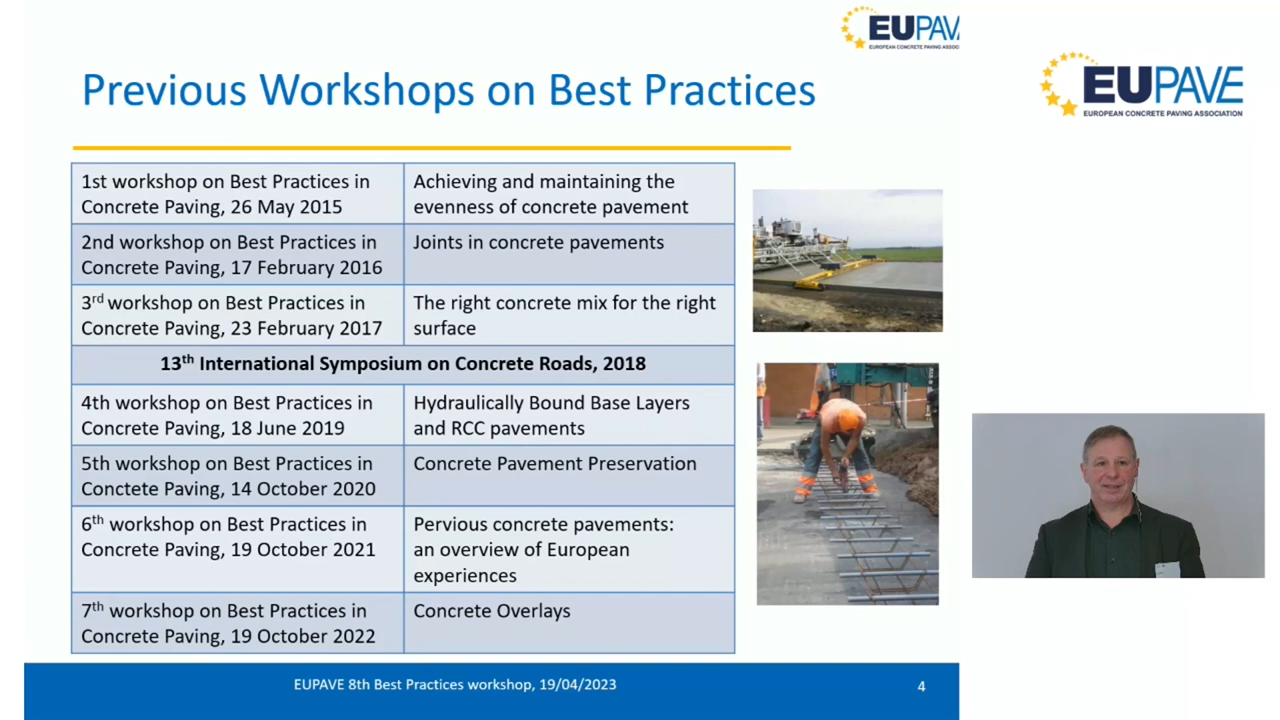 EUPAV
EUROPEAN CONCRETE PAVING ASSOC
Previous Workshops on Best Practices
EUPAVE
EUROPEAN CONCRETE PAVING ASSOCIATION
1st workshop on Best Practices in
Concrete Paving, 26 May 2015
Achieving and maintaining the
evenness of concrete pavement
2nd workshop on Best Practices in
Concrete Paving, 17 February 2016
Joints in concrete pavements
3rd workshop on Best Practices in
Concrete Paving, 23 February 2017
The right concrete mix for the right
surface
13th International Symposium on Concrete Roads, 2018
4th workshop on Best Practices in
Concrete Paving, 18 June 2019
Hydraulically Bound Base Layers
and RCC pavements
5th workshop on Best Practices in
Conctete Paving, 14 October 2020
Concrete Pavement Preservation
6th workshop on Best Practices in
Concrete Paving, 19 October 2021
Pervious concrete pavements:
an overview of European
experiences
7th workshop on Best Practices in
Concrete Paving, 19 October 2022
Concrete Overlays
EUPAVE 8th Best Practices workshop, 19/04/2023
4